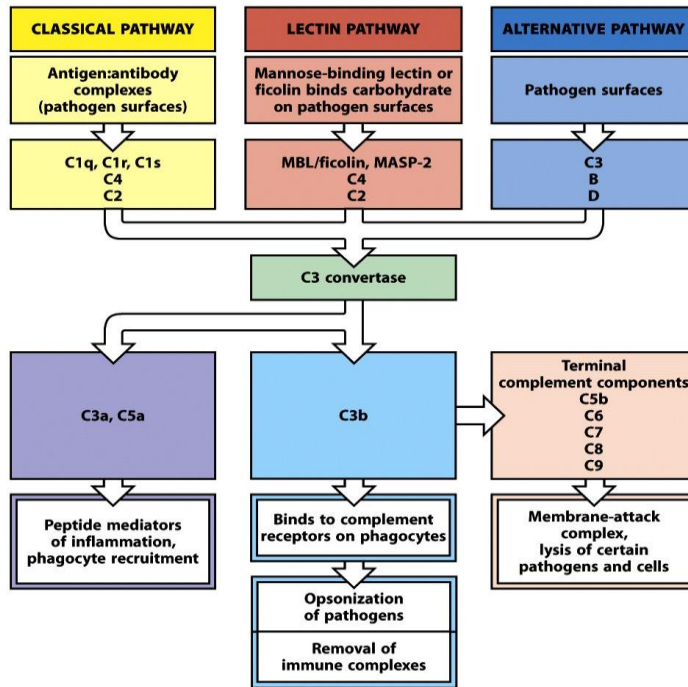 CLASSICAL PATHWAY
LECTIN PATHWAY
ALTERNATIVE PATHWAY
Antigen:antibody
complexes
(pathogen surfaces)
Mannose-binding lectin or
ficolin binds carbohydrate
on pathogen surfaces
Pathogen surfaces
C1q, C1r, C1s
C4
C2
MBL/ficolin, MASP-2
C4
C2
C3
B
D
C3 convertase
C3a, C5a
C3b
Terminal
complement components
C5b
C6
C7
C8
C9
Peptide mediators
of inflammation,
phagocyte recruitment
Binds to complement
receptors on phagocytes
Membrane-attack
complex,
lysis of certain
pathogens and cells
Opsonization
of pathogens
Removal of
immune complexes